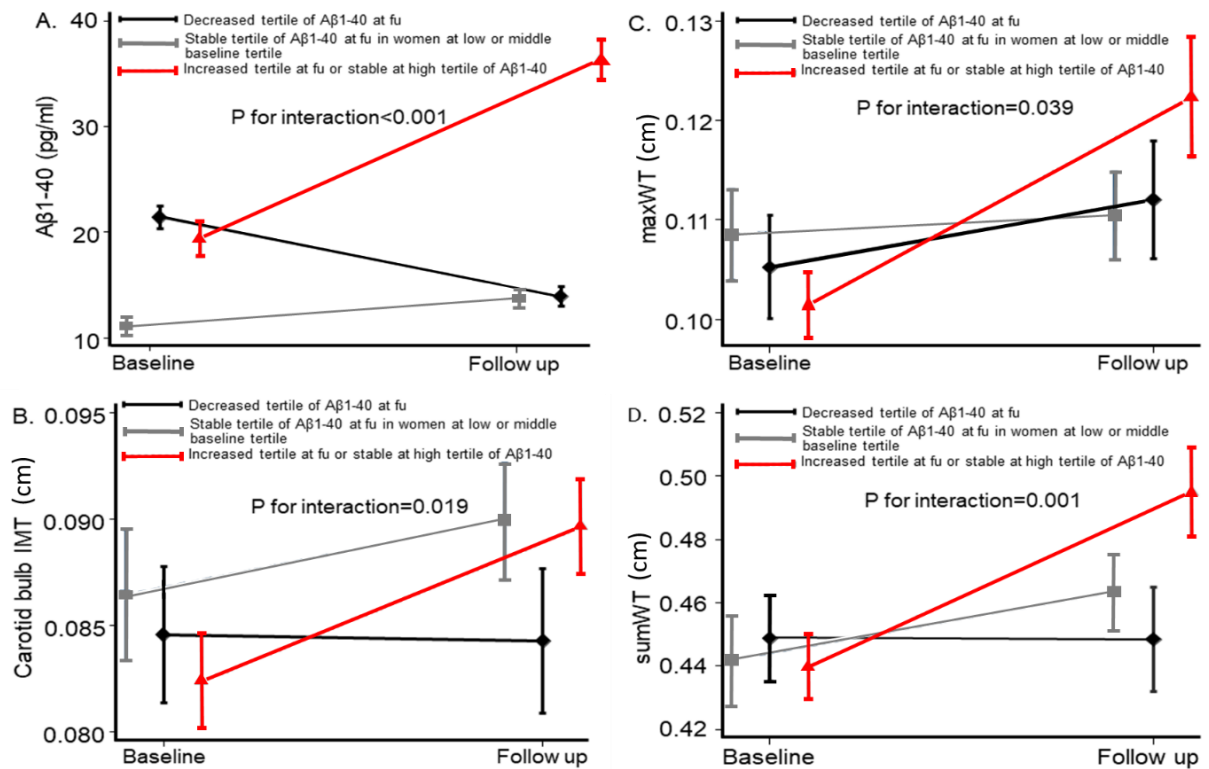 A.
40
30
20
10
Aβ1-40 (pg/ml)
Decreased tertile of Aβ1-40 at fu
Stable tertile of Aβ1-40 at fu in women at low or middle
baseline tertile
Increased tertile at fu or stable at high tertile of Aβ1-40
P for interaction<0.001
Baseline
Follow up
C.
0.13
0.12
0.11
0.10
maxWT (cm)
Decreased tertile of Aβ1-40 at fu
Stable tertile of Aβ1-40 at fu in women at low or middle
baseline tertile
Increased tertile at fu or stable at high tertile of Aβ1-40
P for interaction=0.039
Baseline
Follow up
B.
0.095
0.090
0.085
0.080
Carotid bulb IMT (cm)
Decreased tertile of Aβ1-40 at fu
Stable tertile of Aβ1-40 at fu in women at low or middle
baseline tertile
Increased tertile at fu or stable at high tertile of Aβ1-40
P for interaction=0.019
Baseline
Follow up
D.
0.52
0.50
0.48
0.46
0.44
0.42
sumWT (cm)
Decreased tertile of Aβ1-40 at fu
Stable tertile of Aβ1-40 at fu in women at low or middle
baseline tertile
Increased tertile at fu or stable at high tertile of Aβ1-40
P for interaction=0.001
Baseline
Follow up